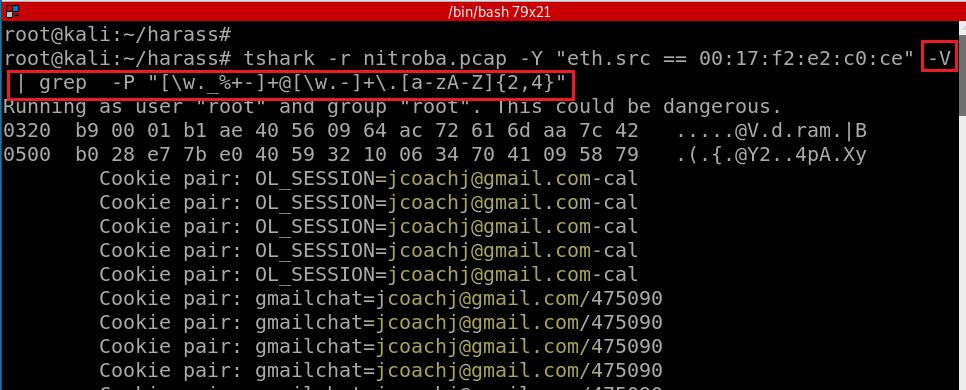 /bin/bash 79x21
root@kali:~/harass#
root@kali:~/harass# tshark -r nitroba.pcap -Y "eth.src == 00:17:f2:e2:c0:ce" -V
| grep  -P "[\w._%+-]+@[\w.-]+\.[a-zA-Z]{2,4}"
Running as user "root" and group "root". This could be dangerous.
0320  b9 00 01 b1 ae 40 56 09 64 ac 72 61 6d aa 7c 42   .....@V.d.ram.|B
0500  b0 28 e7 7b e0 40 59 32 10 06 34 70 41 09 58 79   .(.{.@Y2..4pA.Xy
Cookie pair: OL_SESSION=jcoachj@gmail.com-cal
Cookie pair: OL_SESSION=jcoachj@gmail.com-cal
Cookie pair: OL_SESSION=jcoachj@gmail.com-cal
Cookie pair: OL_SESSION=jcoachj@gmail.com-cal
Cookie pair: OL_SESSION=jcoachj@gmail.com-cal
Cookie pair: gmailchat=jcoachj@gmail.com/475090
Cookie pair: gmailchat=jcoachj@gmail.com/475090
Cookie pair: gmailchat=jcoachj@gmail.com/475090
Cookie pair: gmailchat=jcoachj@gmail.com/475090